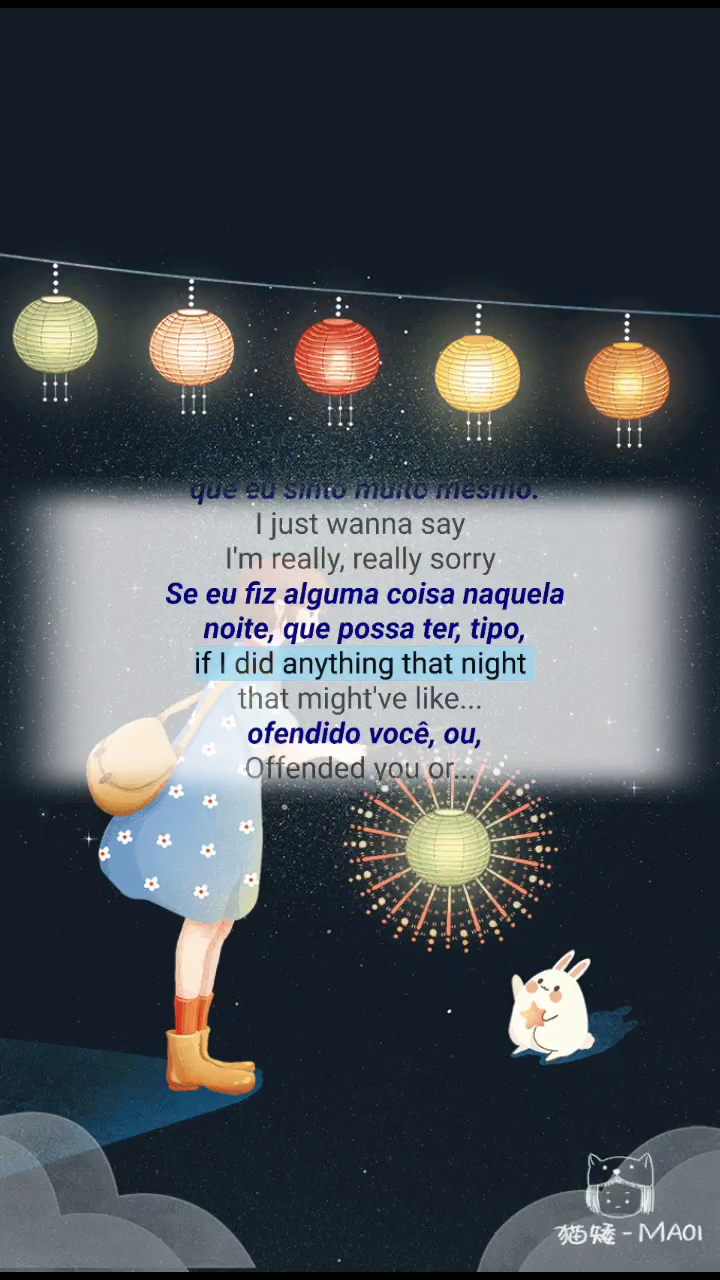 que eu sinto muito mesmo.
I just wanna say
I'm really, really sorry
Se eu fiz alguma coisa naquela
noite, que possa ter, tipo,
if I did anything that night
that might've like...
ofendido você, ou,
Offended you or...
猫矮-MAOI